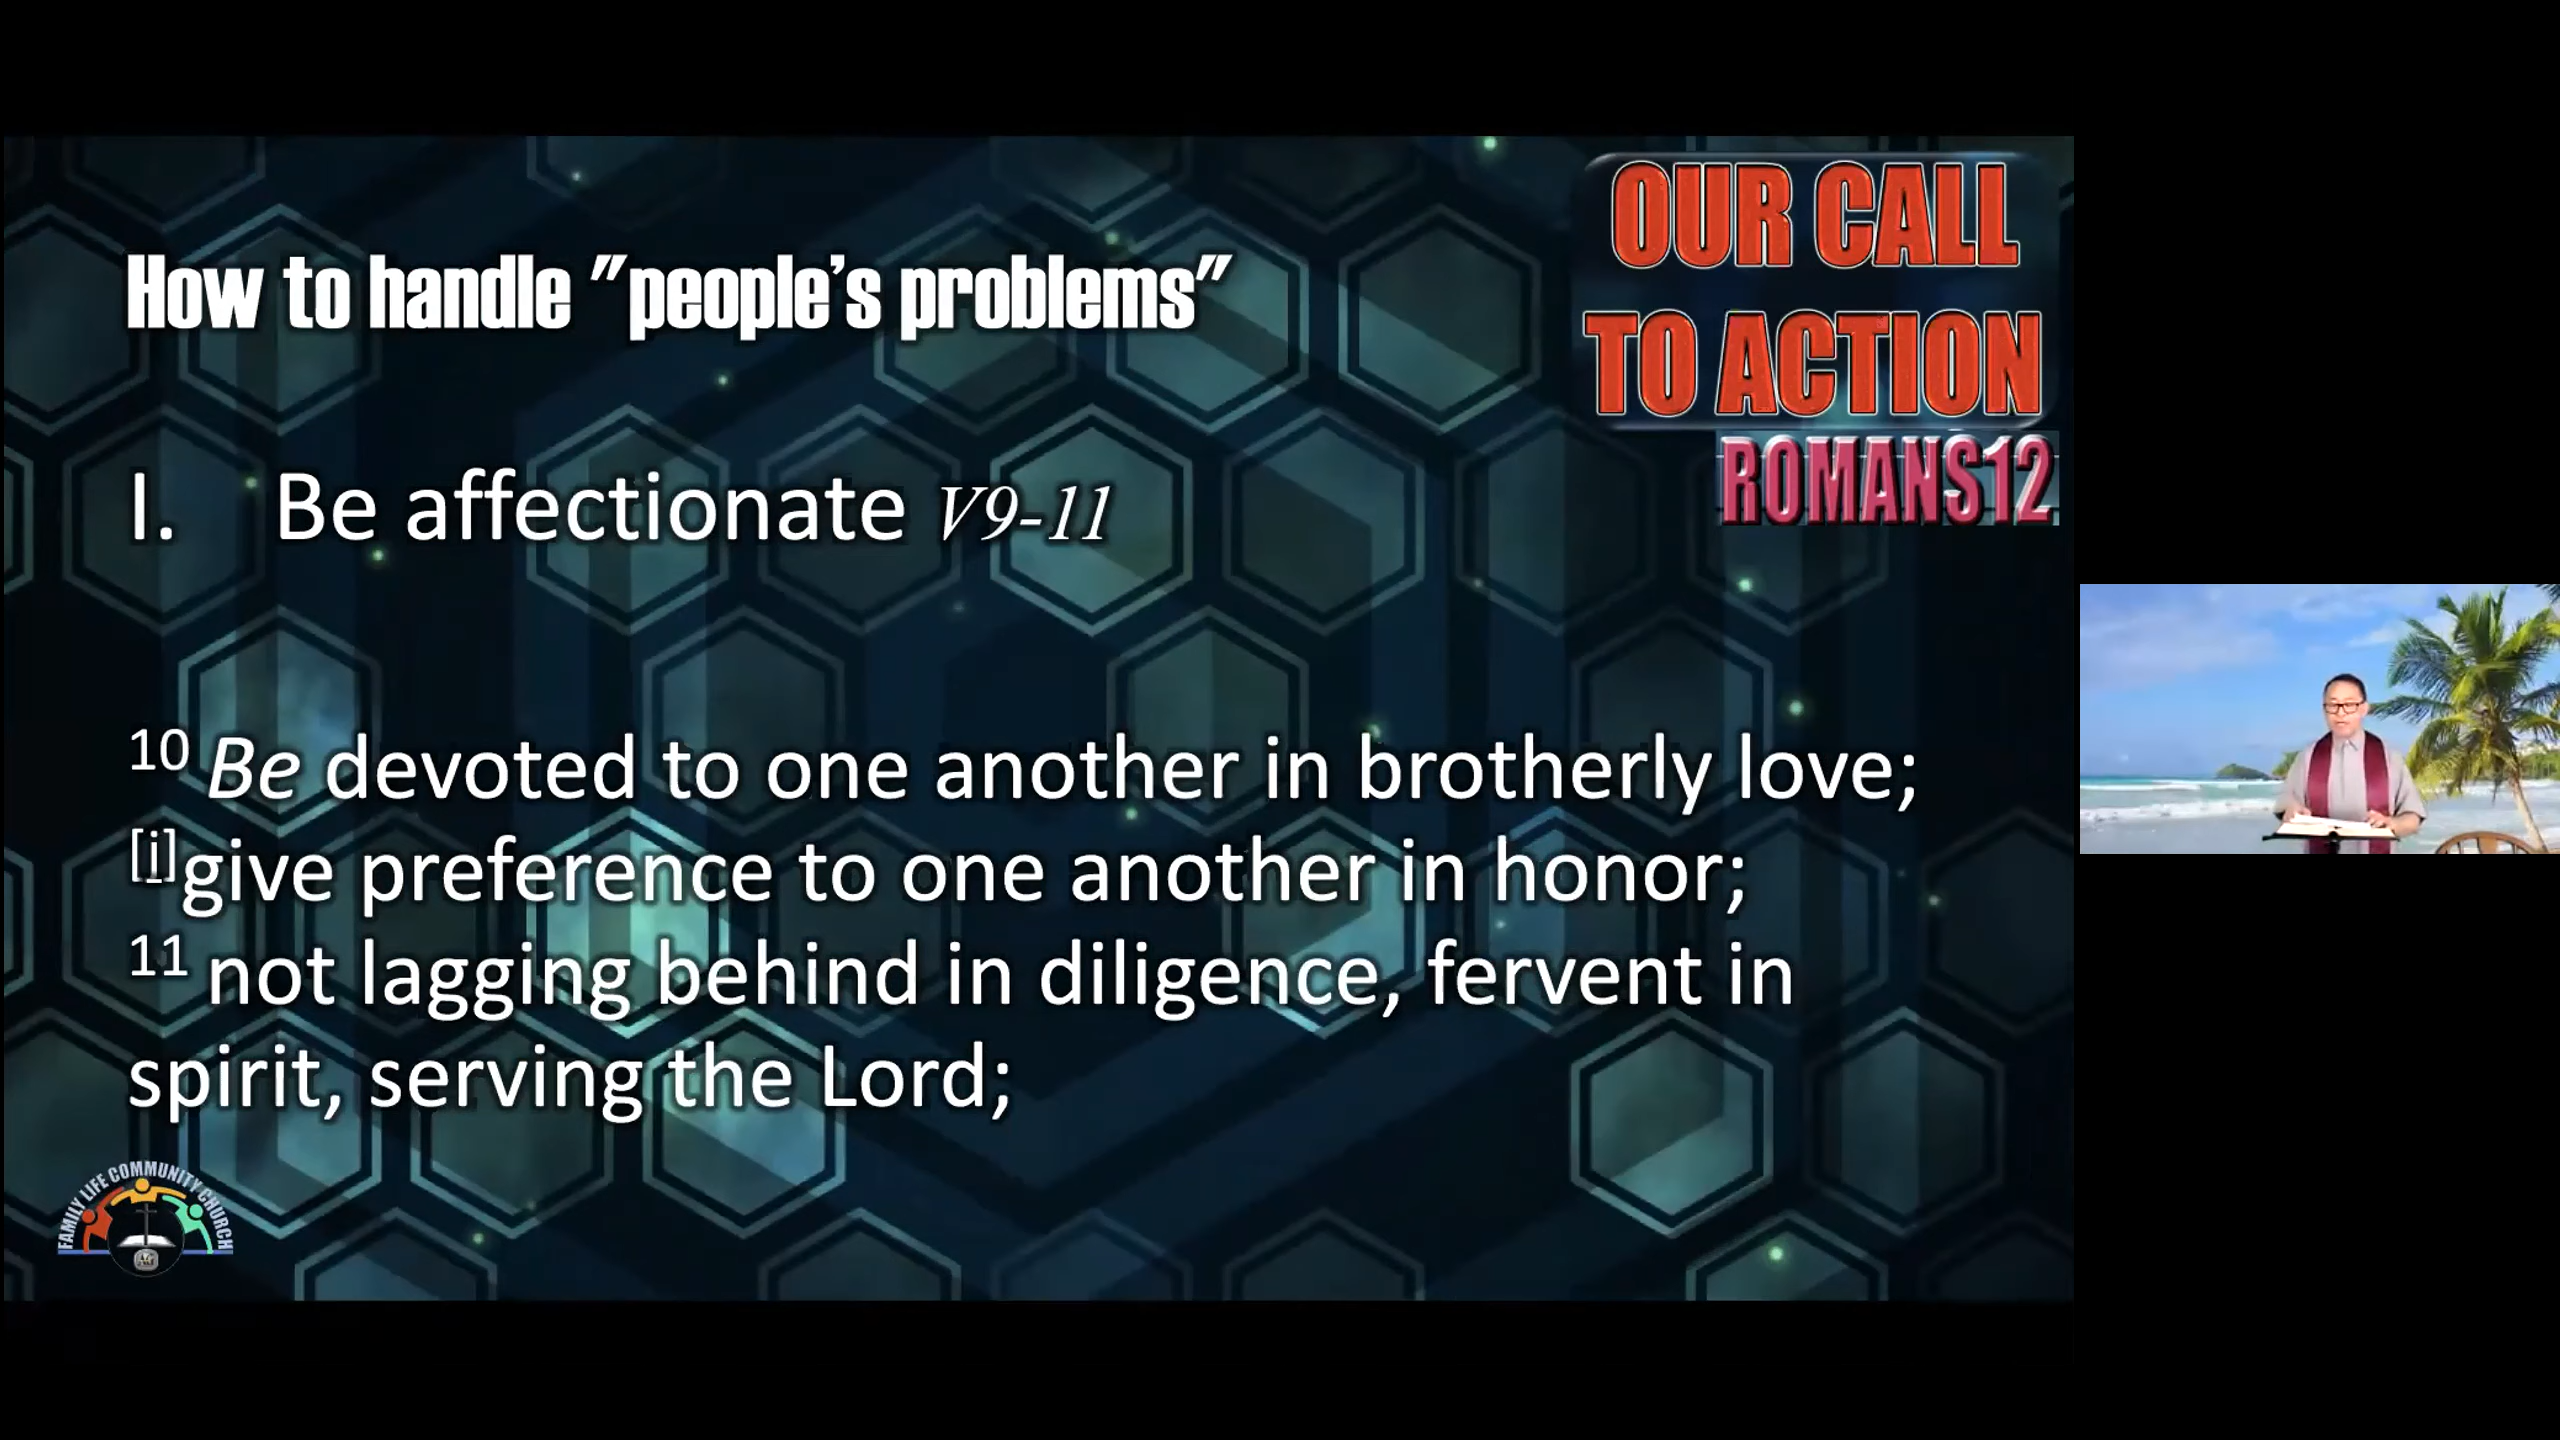 How to handle "people's problems"
OUR CALL
TO ACTION
ROMANS12
I. Be affectionate V9-11
10 Be devoted to one another in brotherly love;
[i]give preference to one another in honor;
11 not lagging behind in diligence, fervent in
spirit, serving the Lord;
FAMILY LIFE COMMUNITY CHURCH